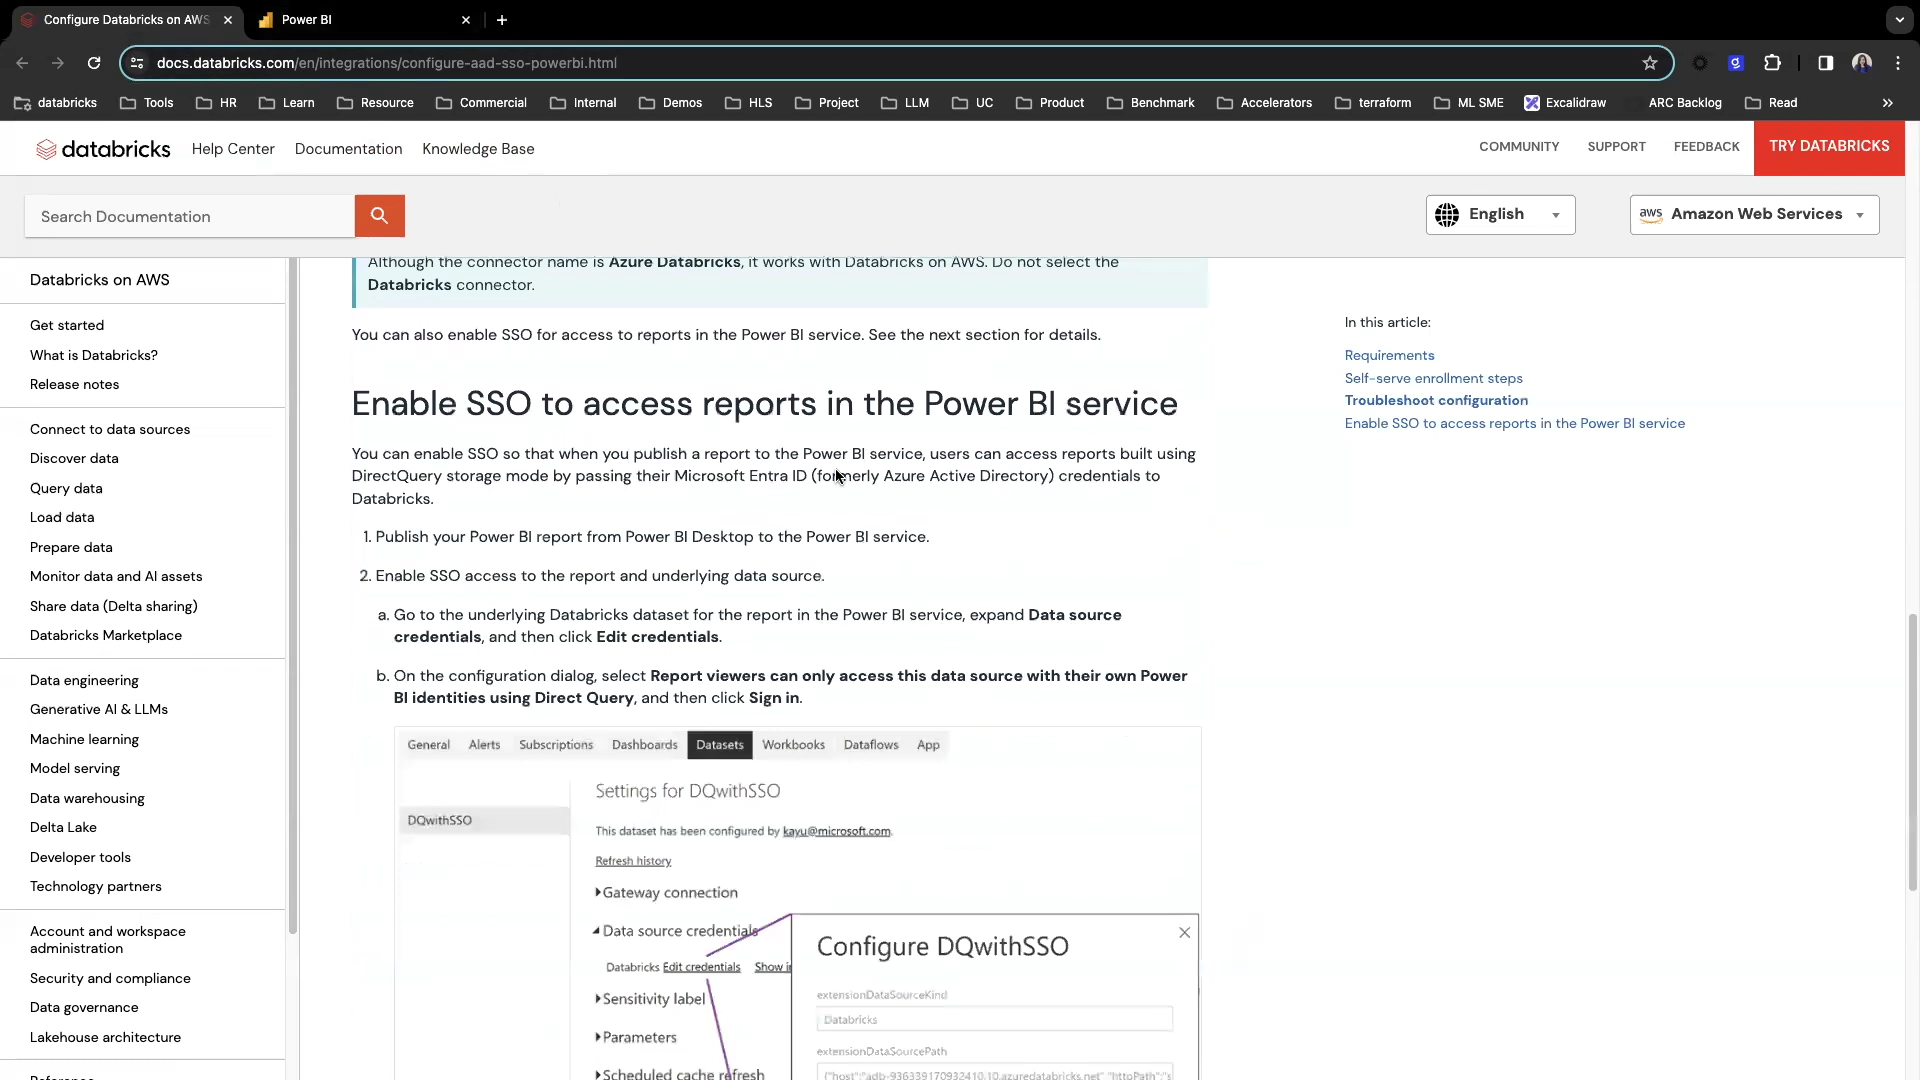 Configure Databricks on AWS
Power BI
docs.databricks.com/en/integrations/configure-aad-sso-powerbi.html
databricks
Tools
HR
Learn
Resource
Commercial
Internal
Demos
HLS
Project
LLM
UC
Product
Benchmark
Accelerators
terraform
ML SME
Excalidraw
ARC Backlog
Read
databricks
Help Center
Documentation
Knowledge Base
COMMUNITY
SUPPORT
FEEDBACK
TRY DATABRICKS
Search Documentation
English
aws Amazon Web Services
Databricks on AWS
Get started
What is Databricks?
Release notes
Connect to data sources
Discover data
Query data
Load data
Prepare data
Monitor data and AI assets
Share data (Delta sharing)
Databricks Marketplace
Data engineering
Generative AI & LLMs
Machine learning
Model serving
Data warehousing
Delta Lake
Developer tools
Technology partners
Account and workspace
administration
Security and compliance
Data governance
Lakehouse architecture
Although the connector name is Azure Databricks, it works with Databricks on AWS. Do not select the
Databricks connector.
You can also enable SSO for access to reports in the Power BI service. See the next section for details.
Enable SSO to access reports in the Power BI service
You can enable SSO so that when you publish a report to the Power BI service, users can access reports built using
DirectQuery storage mode by passing their Microsoft Entra ID (formerly Azure Active Directory) credentials to
Databricks.
1. Publish your Power BI report from Power BI Desktop to the Power BI service.
2. Enable SSO access to the report and underlying data source.
a. Go to the underlying Databricks dataset for the report in the Power BI service, expand Data source
credentials, and then click Edit credentials.
b. On the configuration dialog, select Report viewers can only access this data source with their own Power
BI identities using Direct Query, and then click Sign in.
General Alerts Subscriptions Dashboards Datasets Workbooks Dataflows App
DQwithSSO
Settings for DQwithSSO
This dataset has been configured by kayu@microsoft.com.
Refresh history
Gateway connection
Data source credentials
Databricks Edit credentials Show
Sensitivity label
Parameters
Scheduled cache refresh
Configure DQwithSSO
extensionDataSourceKind
Databricks
extensionDataSourcePath
In this article:
Requirements
Self-serve enrollment steps
Troubleshoot configuration
Enable SSO to access reports in the Power BI service